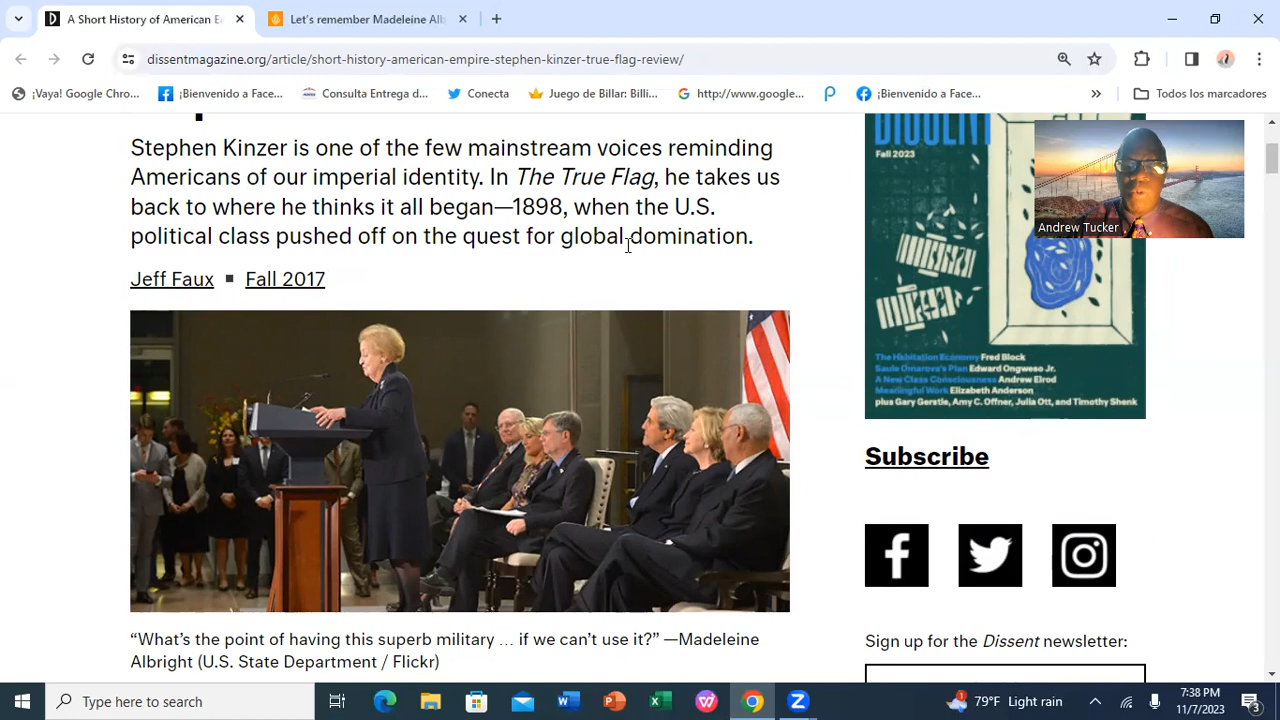 A Short History of American E
Let's remember Madeleine Alb
dissentmagazine.org/article/short-history-american-empire-stephen-kinzer-true-flag-review/
¡Vaya! Google Chro...
¡Bienvenido a Face...
Consulta Entrega d...
Conecta
Juego de Billar: Billi...
http://www.google...
¡Bienvenido a Face...
»
Todos los marcadores
Stephen Kinzer is one of the few mainstream voices reminding
Americans of our imperial identity. In The True Flag, he takes us
back to where he thinks it all began—1898, when the U.S.
political class pushed off on the quest for global domination.
Jeff Faux ▪ Fall 2017
“What’s the point of having this superb military … if we can’t use it?” —Madeleine
Albright (U.S. State Department / Flickr)
DISSENT
Fall 2023
Andrew Tucker
The Habitation Economy Fred Block
Saule Omarova's Plan Edward Ongweso Jr.
A New Class Consciousness Andrew Elrod
Meaningful Work Elizabeth Anderson
plus Gary Gerstle, Amy C. Offner, Julia Ott, and Timothy Shenk
Subscribe
Sign up for the Dissent newsletter:
Type here to search
79°F Light rain
7:38 PM
11/7/2023
3